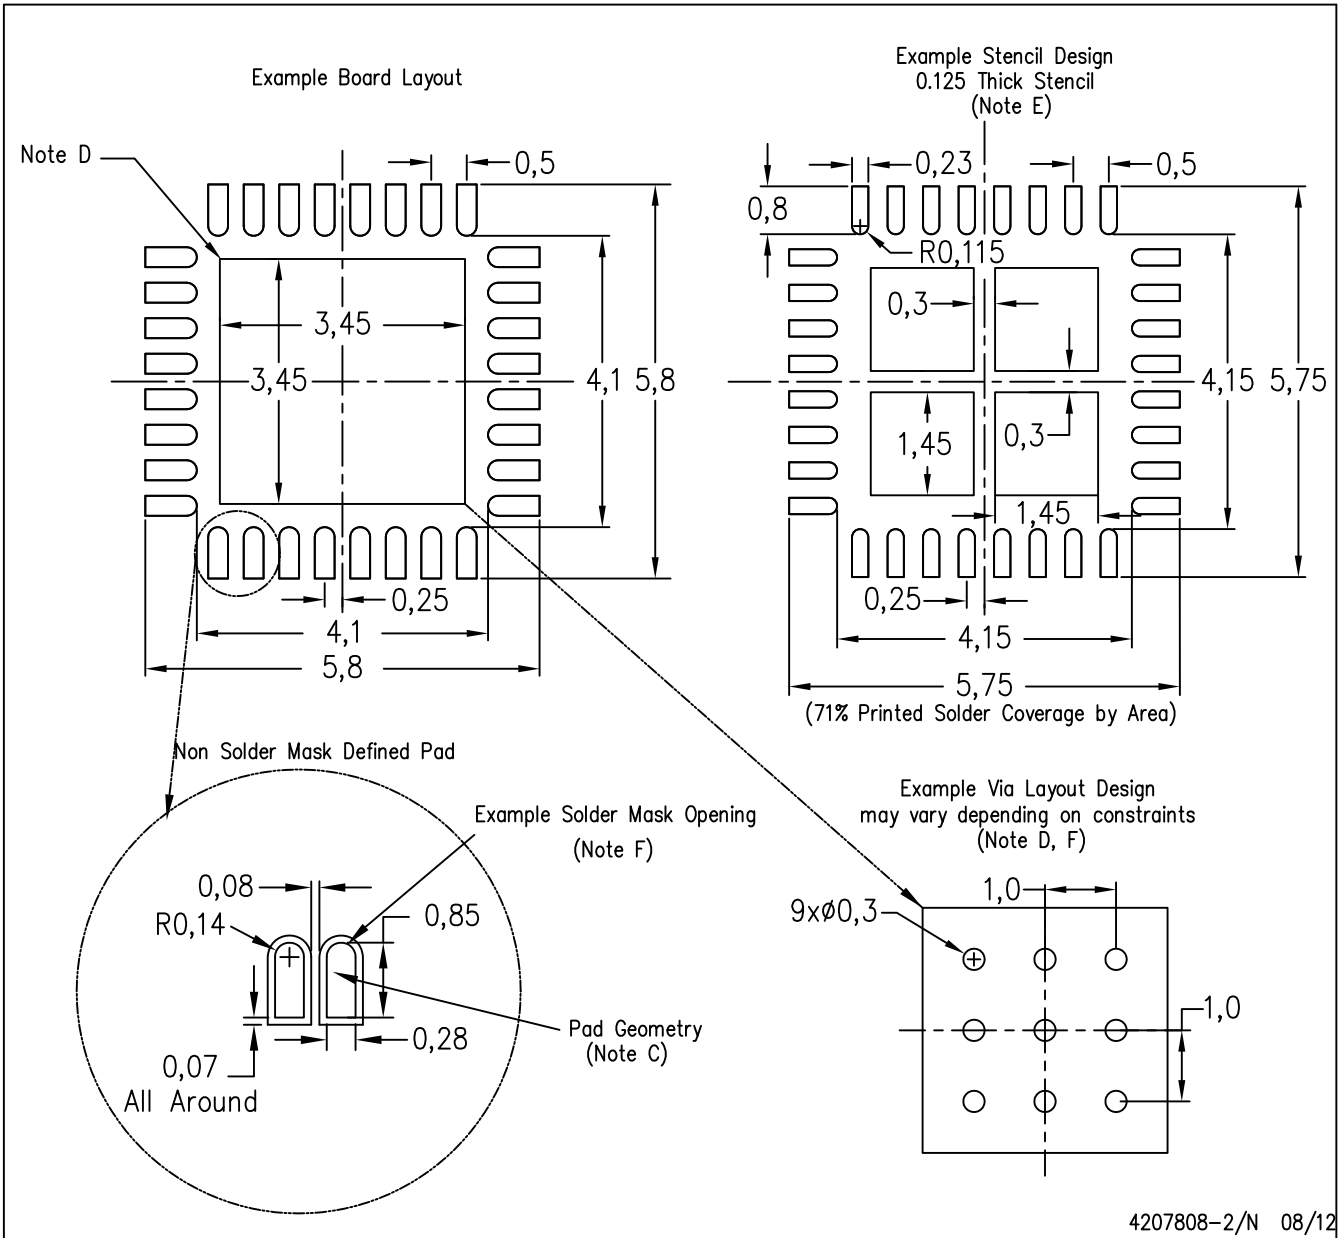 Example Board Layout
Note D
0,5
3,45
3,45
4,1
5,8
0,25
4,1
5,8
Example Stencil Design
0.125 Thick Stencil
(Note E)
0,23
0,5
0,8
R0,115
0,3
4,15
5,75
1,45
0,3
1,45
0,25
4,15
5,75
(71% Printed Solder Coverage by Area)
Non Solder Mask Defined Pad
Example Solder Mask Opening
(Note F)
0,08
R0,14
0,85
Pad Geometry
(Note C)
0,28
0,07
All Around
Example Via Layout Design
may vary depending on constraints
(Note D, F)
1,0
9xø0,3
1,0
4207808-2/N 08/12